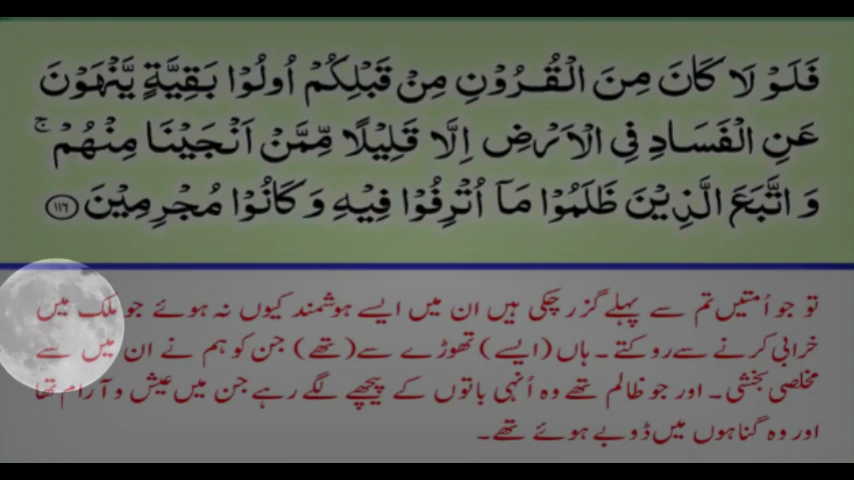 فَلَوْ لَا كَانَ مِنَ الْقُرُوْنِ مِنْ قَبْلِكُمْ اُولُوْا بَقِيَّةٍ يَّنْهَوْنَ
عَنِ الْفَسَادِ فِى الْاَرْضِ اِلَّا قَلِيْلًا مِّمَّنْ اَنْجَيْنَا مِنْهُمْ ۚ
وَ اتَّبَعَ الَّذِيْنَ ظَلَمُوْا مَاۤ اُتْرِفُوْا فِيْهِ وَ كَانُوْا مُجْرِمِيْنَ ﴿۱۱۶﴾
تو جو اُمتیں تم سے پہلے گزر چکی ہیں ان میں ایسے ہوشمند کیوں نہ ہوئے جو ملک میں
خرابی کرنے سے روکتے۔ ہاں (ایسے) تھوڑے سے (تھے) جن کو ہم نے ان میں سے
مخلصی بخشی۔ اور جو ظالم تھے وہ اُنہی باتوں کے پیچھے لگے رہے جن میں عیش و آرام تھا
اور وہ گناہوں میں ڈوبے ہوئے تھے۔